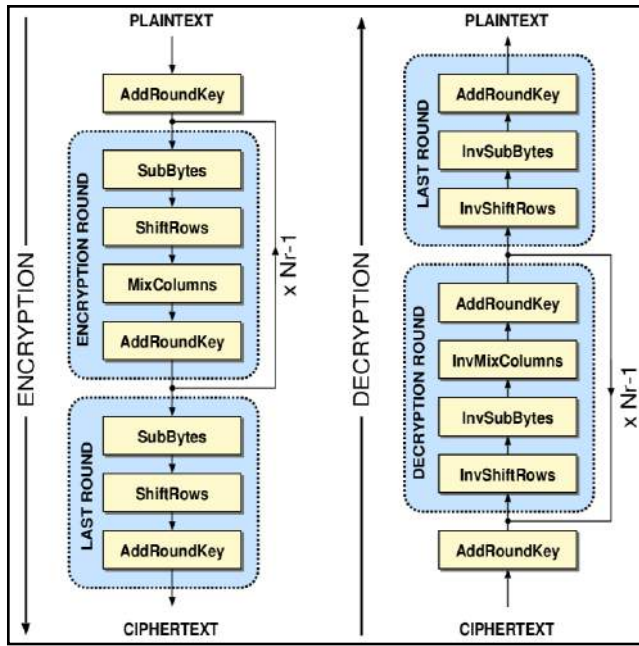 PLAINTEXT
AddRoundKey
ENCRYPTION ROUND
SubBytes
ShiftRows
MixColumns
AddRoundKey
x Nr-1
LAST ROUND
SubBytes
ShiftRows
AddRoundKey
CIPHERTEXT
ENCRYPTION
PLAINTEXT
LAST ROUND
AddRoundKey
InvSubBytes
InvShiftRows
DECRYPTION ROUND
AddRoundKey
InvMixColumns
InvSubBytes
InvShiftRows
x Nr-1
AddRoundKey
CIPHERTEXT
DECRYPTION